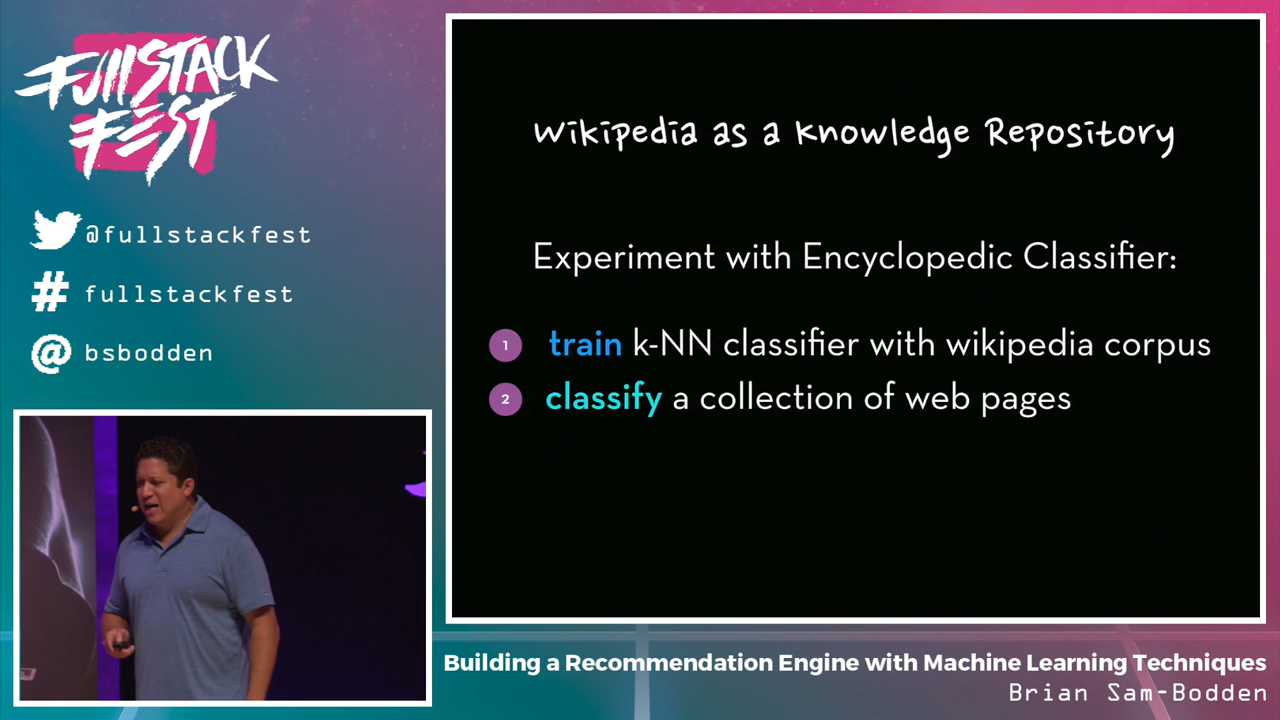 FullSTACK
FEST
@fullstackfest
# fullstackfest
@ bsbodden
Wikipedia as a Knowledge Repository
Experiment with Encyclopedic Classifier:
1 train k-NN classifier with wikipedia corpus
2 classify a collection of web pages
Building a Recommendation Engine with Machine Learning Techniques
Brian Sam-Bodden